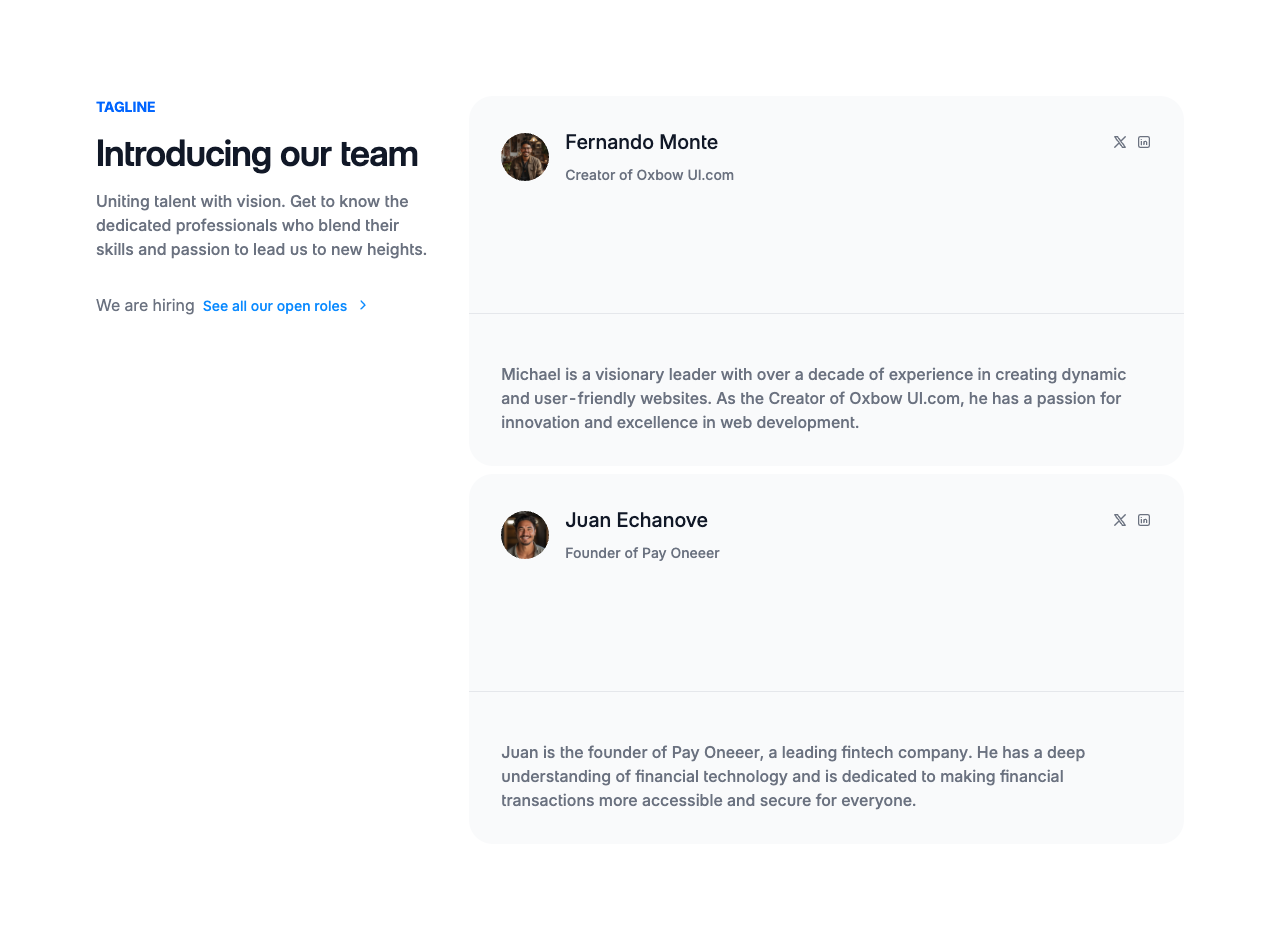 TAGLINE
Introducing our team
Uniting talent with vision. Get to know the
dedicated professionals who blend their
skills and passion to lead us to new heights.
We are hiring See all our open roles
Fernando Monte
Creator of Oxbow UI.com
Michael is a visionary leader with over a decade of experience in creating dynamic
and user-friendly websites. As the Creator of Oxbow UI.com, he has a passion for
innovation and excellence in web development.
Juan Echanove
Founder of Pay Oneeer
Juan is the founder of Pay Oneeer, a leading fintech company. He has a deep
understanding of financial technology and is dedicated to making financial
transactions more accessible and secure for everyone.